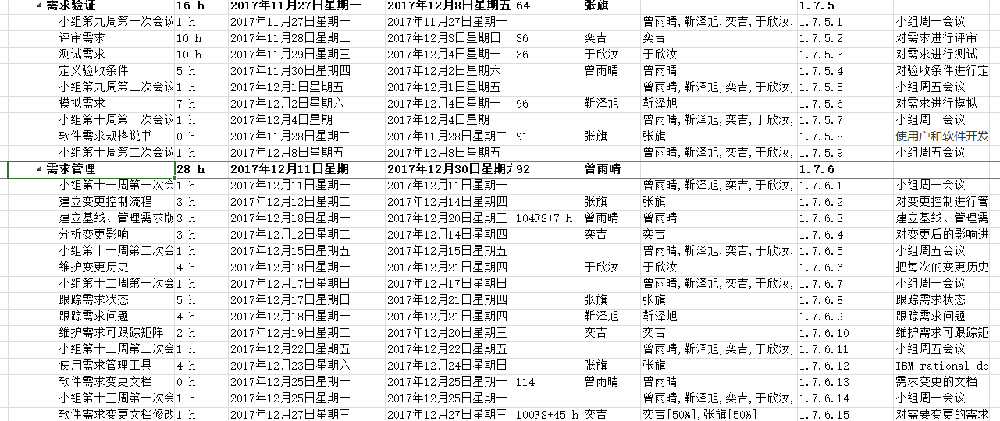 需求验证 16 h 2017年11月27日星期一 2017年12月8日星期五 64 张旗 1.7.5
小组第九周第一次会议 1 h 2017年11月27日星期一 2017年11月27日星期一 曾雨晴,靳泽旭,奕吉,于欣汝, 1.7.5.1 小组周一会议
评审需求 10 h 2017年11月28日星期二 2017年12月3日星期日 36 奕吉 奕吉 1.7.5.2 对需求进行评审
测试需求 10 h 2017年11月29日星期三 2017年12月4日星期一 36 于欣汝 于欣汝 1.7.5.3 对需求进行测试
定义验收条件 5 h 2017年11月30日星期四 2017年12月2日星期六 曾雨晴 曾雨晴 1.7.5.4 对验收条件进行定
小组第九周第二次会议 1 h 2017年12月1日星期五 2017年12月1日星期五 曾雨晴,靳泽旭,奕吉,于欣汝, 1.7.5.5 小组周五会议
模拟需求 7 h 2017年12月2日星期六 2017年12月4日星期一 96 靳泽旭 靳泽旭 1.7.5.6 对需求进行模拟
小组第十周第一次会议 1 h 2017年12月4日星期一 2017年12月4日星期一 曾雨晴,靳泽旭,奕吉,于欣汝, 1.7.5.7 小组周一会议
软件需求规格说书 0 h 2017年11月28日星期二 2017年11月28日星期二 91 张旗 张旗 1.7.5.8 使用户和软件开发
小组第十周第二次会议 1 h 2017年12月8日星期五 2017年12月8日星期五 曾雨晴,靳泽旭,奕吉,于欣汝, 1.7.5.9 小组周五会议
需求管理 28 h 2017年12月11日星期一 2017年12月30日星期六 92 曾雨晴 1.7.6
小组第十一周第一次会 1 h 2017年12月11日星期一 2017年12月11日星期一 曾雨晴,靳泽旭,奕吉,于欣汝, 1.7.6.1 小组周一会议
建立变更控制流程 3 h 2017年12月12日星期二 2017年12月14日星期四 张旗 张旗 1.7.6.2 对变更控制进行管
建立基线、管理需求版 3 h 2017年12月18日星期一 2017年12月20日星期三 104FS+7 h 曾雨晴 曾雨晴 1.7.6.3 建立基线、管理需
分析变更影响 3 h 2017年12月12日星期二 2017年12月14日星期四 奕吉 奕吉 1.7.6.4 对变更后的影响进
小组第十一周第二次会 1 h 2017年12月15日星期五 2017年12月15日星期五 曾雨晴,靳泽旭,奕吉,于欣汝, 1.7.6.5 小组周五会议
维护变更历史 4 h 2017年12月18日星期一 2017年12月21日星期四 于欣汝 于欣汝 1.7.6.6 把每次的变更历史
小组第十二周第一次会 1 h 2017年12月17日星期日 2017年12月17日星期日 曾雨晴,靳泽旭,奕吉,于欣汝, 1.7.6.7 小组周一会议
跟踪需求状态 5 h 2017年12月17日星期日 2017年12月21日星期四 张旗 张旗 1.7.6.8 跟踪需求状态
跟踪需求问题 4 h 2017年12月18日星期一 2017年12月21日星期四 靳泽旭 靳泽旭 1.7.6.9 跟踪需求问题
维护需求可跟踪矩阵 2 h 2017年12月19日星期二 2017年12月20日星期三 奕吉 奕吉 1.7.6.10 维护需求可跟踪矩
小组第十二周第二次会 1 h 2017年12月22日星期五 2017年12月22日星期五 曾雨晴,靳泽旭,奕吉,于欣汝, 1.7.6.11 小组周五会议
使用需求管理工具 4 h 2017年12月23日星期六 2017年12月24日星期日 张旗 张旗 1.7.6.12 IBM rational do
软件需求变更文档 0 h 2017年12月25日星期一 2017年12月25日星期一 114 曾雨晴 曾雨晴 1.7.6.13 需求变更的文档
小组第十三周第一次会 1 h 2017年12月25日星期一 2017年12月25日星期一 曾雨晴,靳泽旭,奕吉,于欣汝, 1.7.6.14 小组周一会议
软件需求变更文档修改 1 h 2017年12月27日星期三 2017年12月27日星期三 100FS+45 h 奕吉 奕吉[50%],张旗[50%] 1.7.6.15 对需要变更的需求